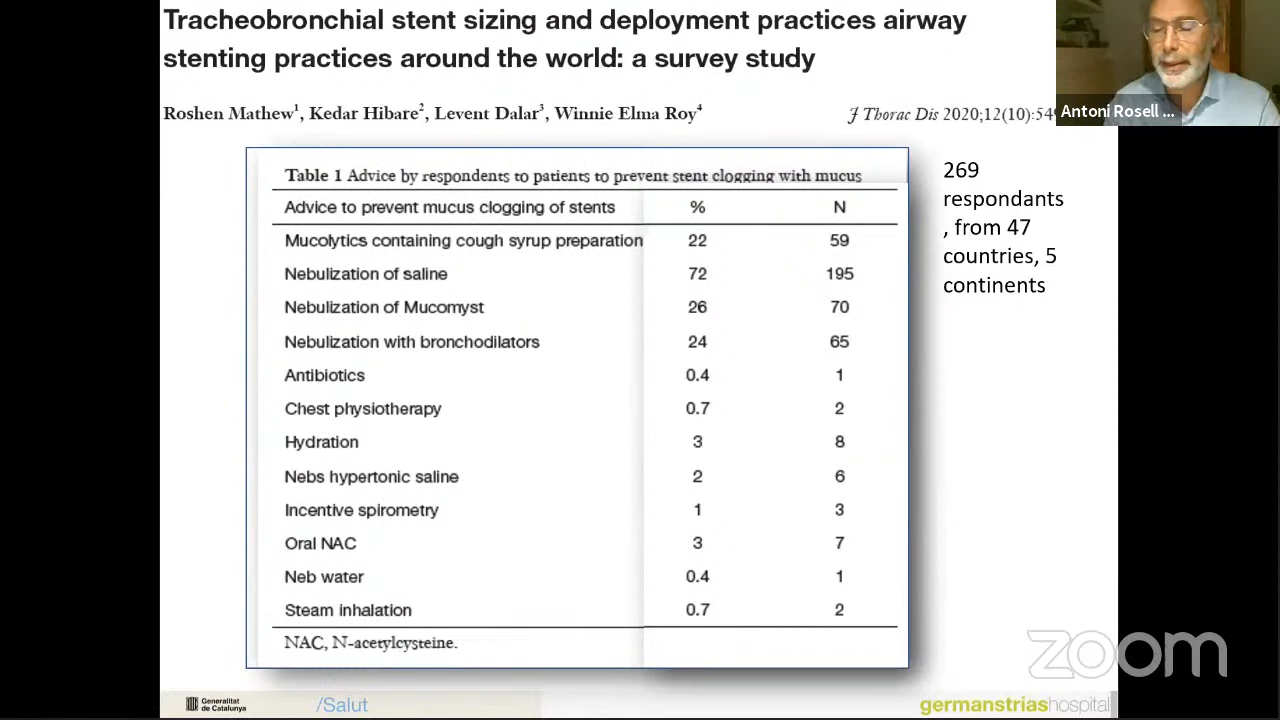 Tracheobronchial stent sizing and deployment practices airway
stenting practices around the world: a survey study
Roshen Mathew¹, Kedar Hibare², Levent Dalar³, Winnie Elma Roy⁴
J Thorac Dis 2020;12(10):54
Antoni Rosell ...
Table 1 Advice by respondents to patients to prevent stent clogging with mucus
Advice to prevent mucus clogging of stents % N
Mucolytics containing cough syrup preparation 22 59
Nebulization of saline 72 195
Nebulization of Mucomyst 26 70
Nebulization with bronchodilators 24 65
Antibiotics 0.4 1
Chest physiotherapy 0.7 2
Hydration 3 8
Nebs hypertonic saline 2 6
Incentive spirometry 1 3
Oral NAC 3 7
Neb water 0.4 1
Steam inhalation 0.7 2
NAC, N-acetylcysteine.
269
respondants
, from 47
countries, 5
continents
zoom
Generalitat
de Catalunya
/Salut
germanstriashospital